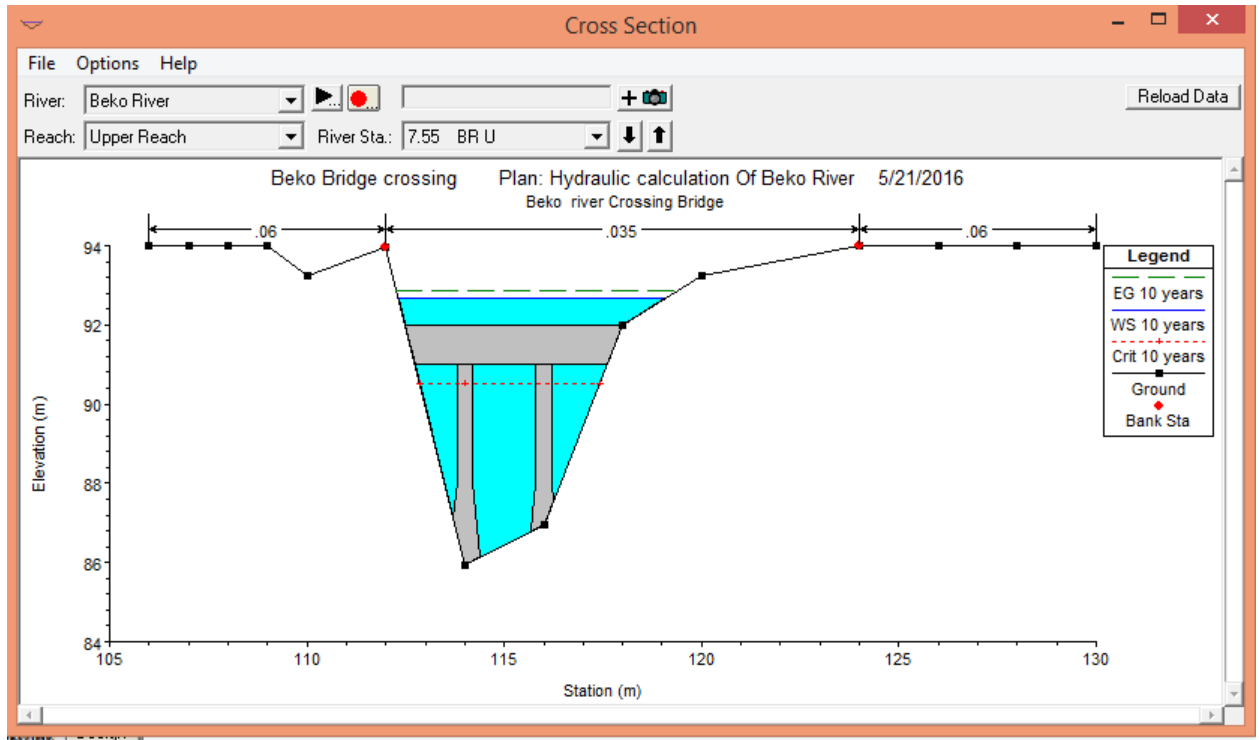 Cross Section
File Options Help
River: Beko River
Reload Data
Reach: Upper Reach River Sta.: 7.55 BR U
Beko Bridge crossing Plan: Hydraulic calculation Of Beko River 5/21/2016
Beko river Crossing Bridge
.06 .035 .06
Legend
EG 10 years
WS 10 years
Crit 10 years
Ground
Bank Sta
94
92
90
88
86
84
Elevation (m)
105 110 115 120 125 130
Station (m)